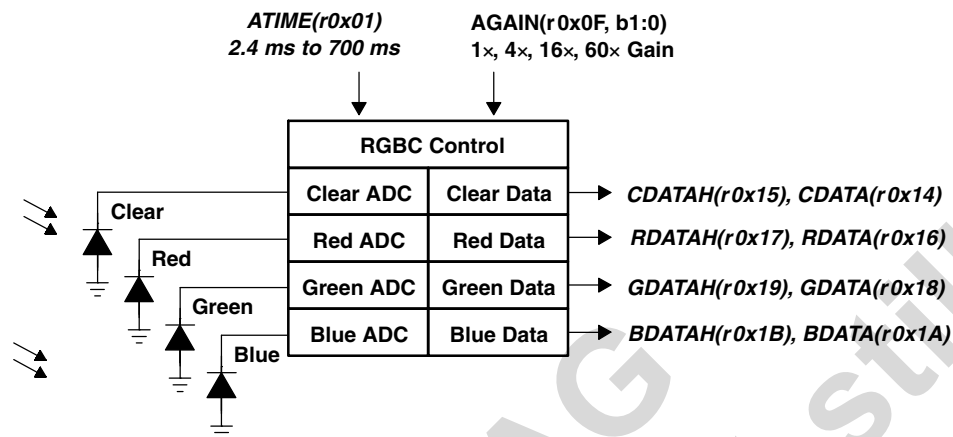 ATIME(r0x01)
2.4 ms to 700 ms
AGAIN(r0x0F, b1:0)
1×, 4×, 16×, 60× Gain
RGBC Control
Clear
Clear ADC
Clear Data
CDATAH(r0x15), CDATA(r0x14)
Red
Red ADC
Red Data
RDATAH(r0x17), RDATA(r0x16)
Green
Green ADC
Green Data
GDATAH(r0x19), GDATA(r0x18)
Blue
Blue ADC
Blue Data
BDATAH(r0x1B), BDATA(r0x1A)
AG
still